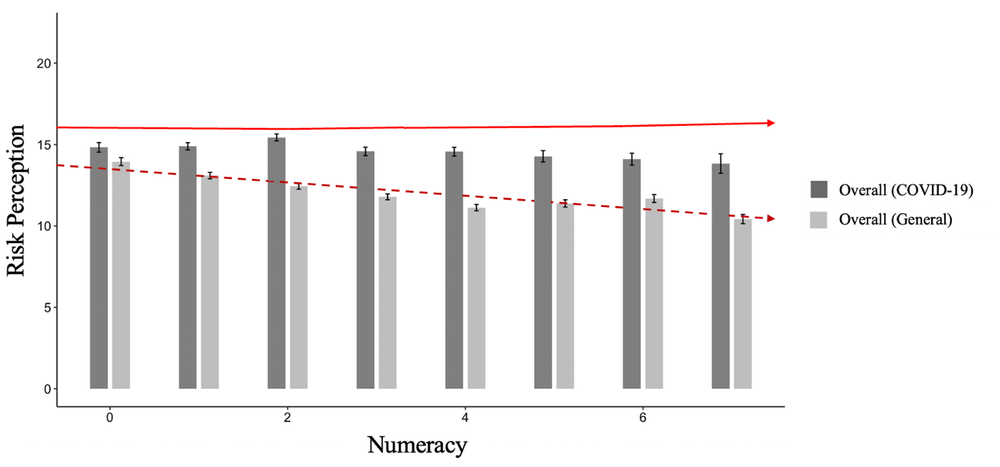 20
15
10
5
0
Risk Perception
0 2 4 6
Numeracy
Overall (COVID-19)
Overall (General)